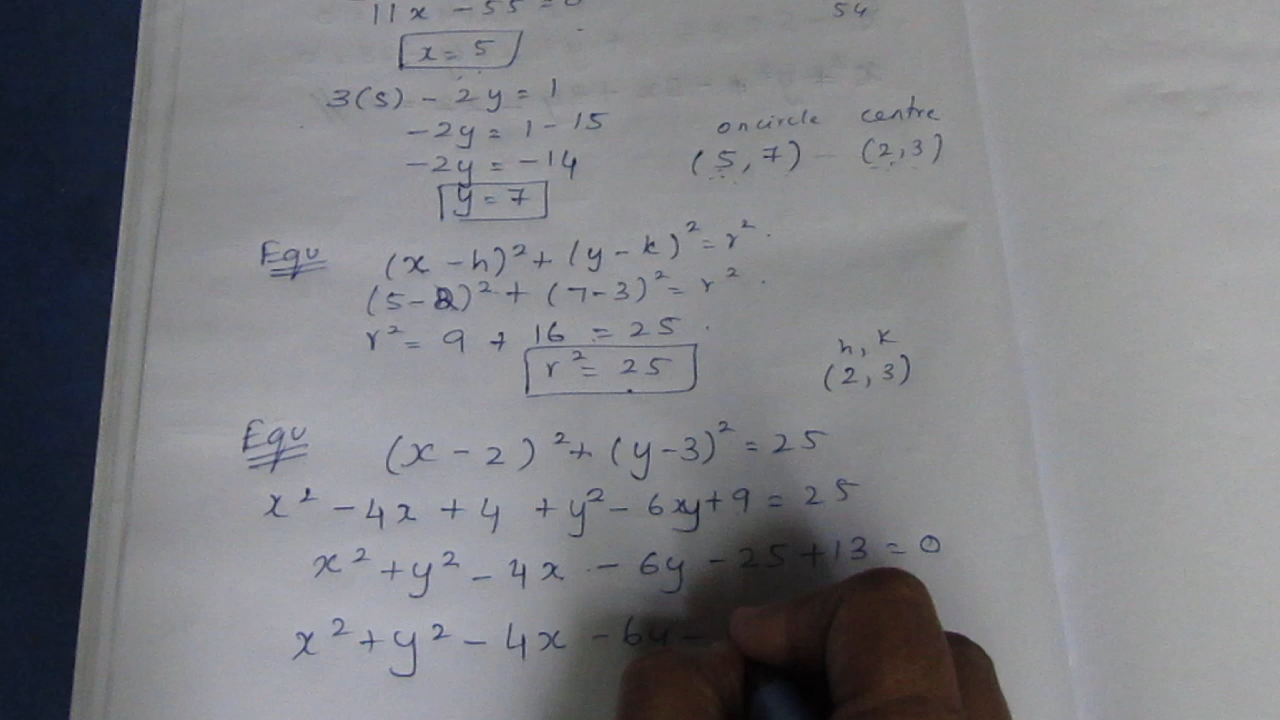 11x - 55 = 0
54
x = 5
3(5) - 2y = 1
-2y = 1 - 15
oncircle centre
-2y = -14
(5, 7) - (2, 3)
y = 7
Equ (x - h)² + (y - k)² = r².
(5 - 2)² + (7 - 3)² = r².
r² = 9 + 16 = 25.
h, k
r² = 25
(2, 3)
Equ (x - 2)² + (y - 3)² = 25
x² - 4x + 4 + y² - 6xy + 9 = 25
x² + y² - 4x - 6y - 25 + 13 = 0
x² + y² - 4x - 6y -